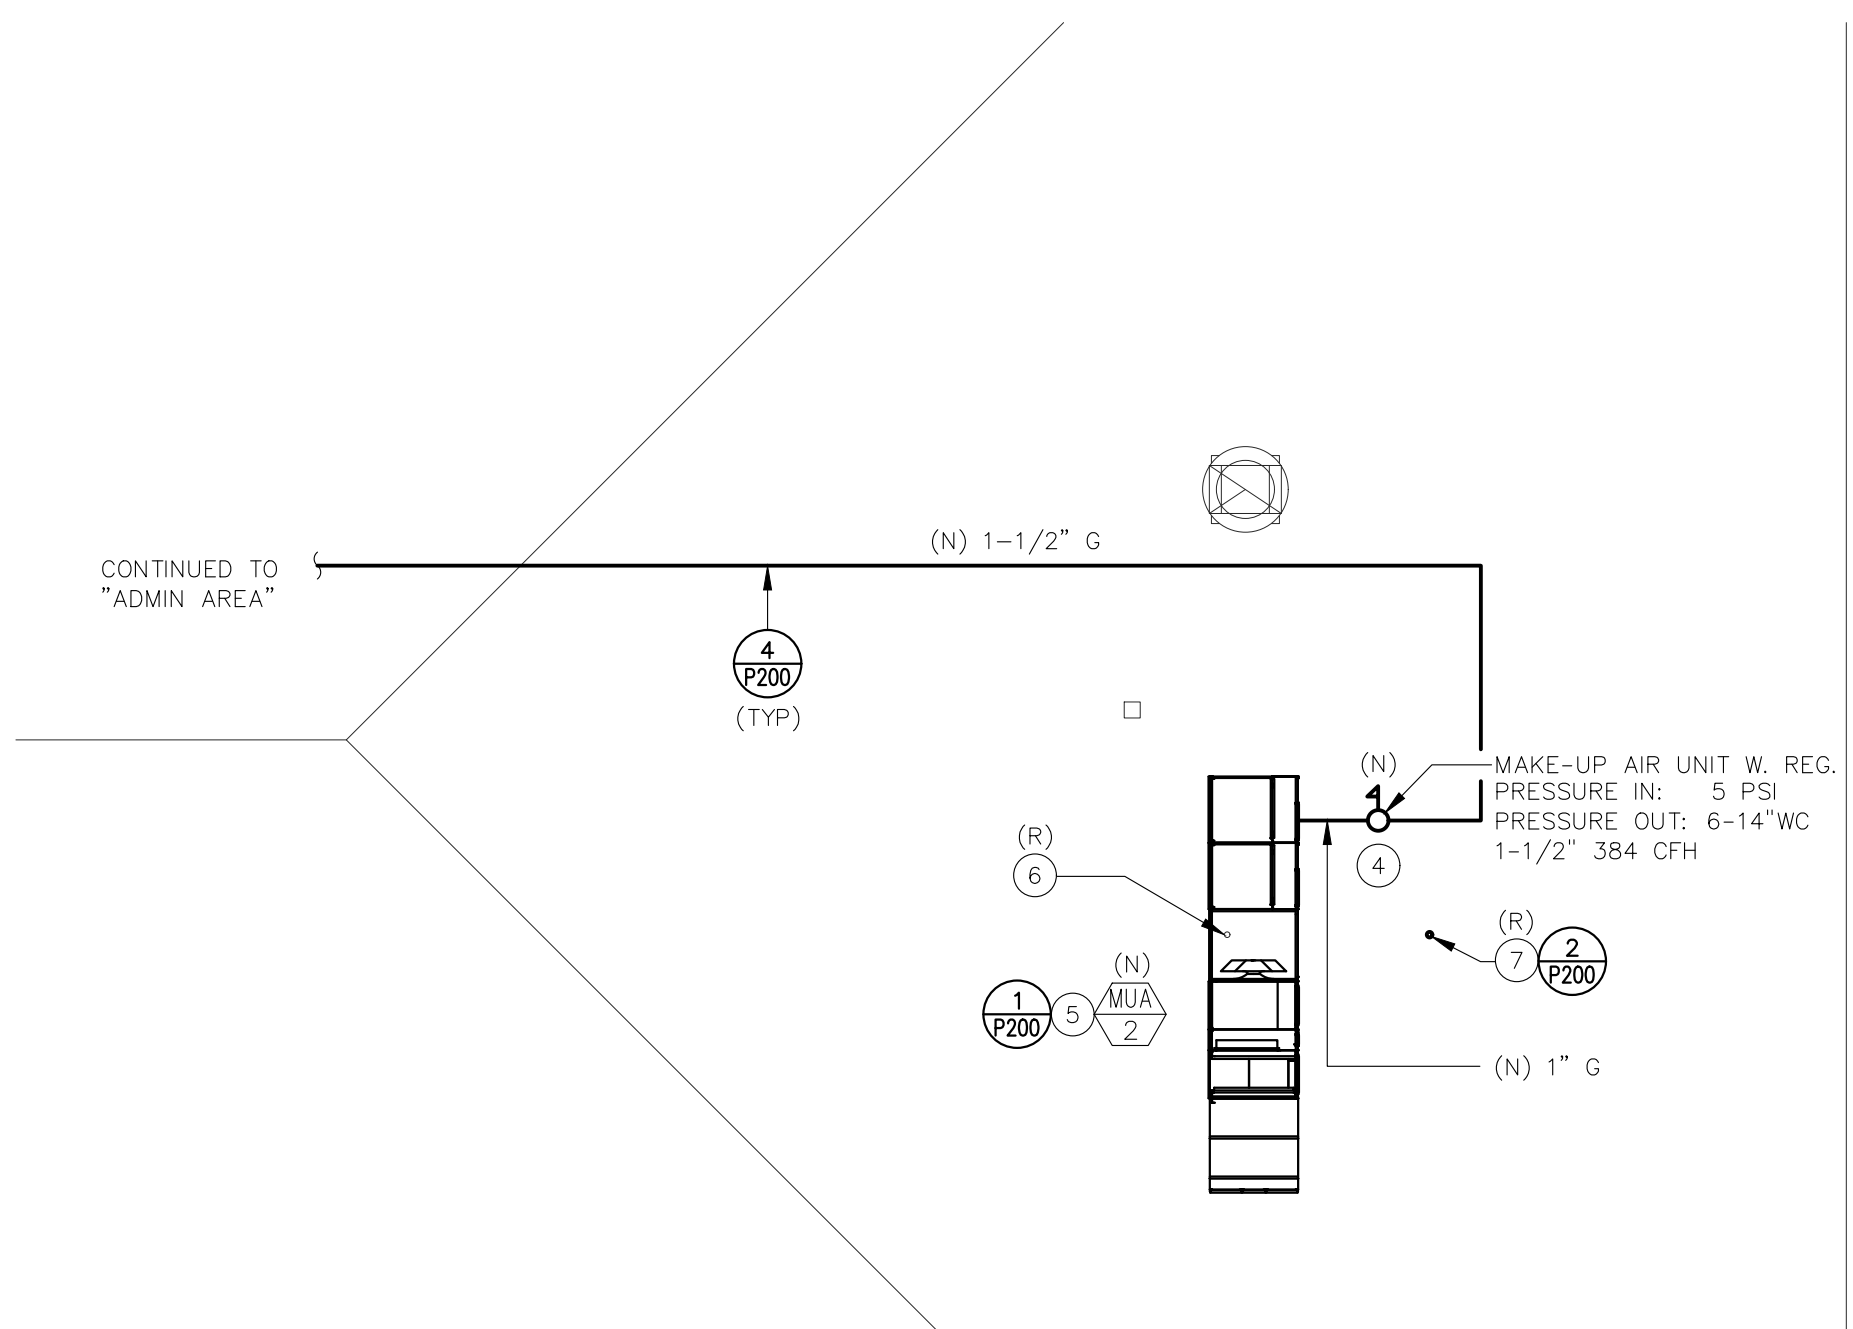 (N) 1-1/2” G
CONTINUED TO
”ADMIN AREA”
4
P200
(TYP)
(N)
MAKE-UP AIR UNIT W. REG.
PRESSURE IN: 5 PSI
PRESSURE OUT: 6-14"WC
1-1/2" 384 CFH
4
(R)
6
(R)
7
2
P200
(N)
1
P200
5
MUA
2
(N) 1” G